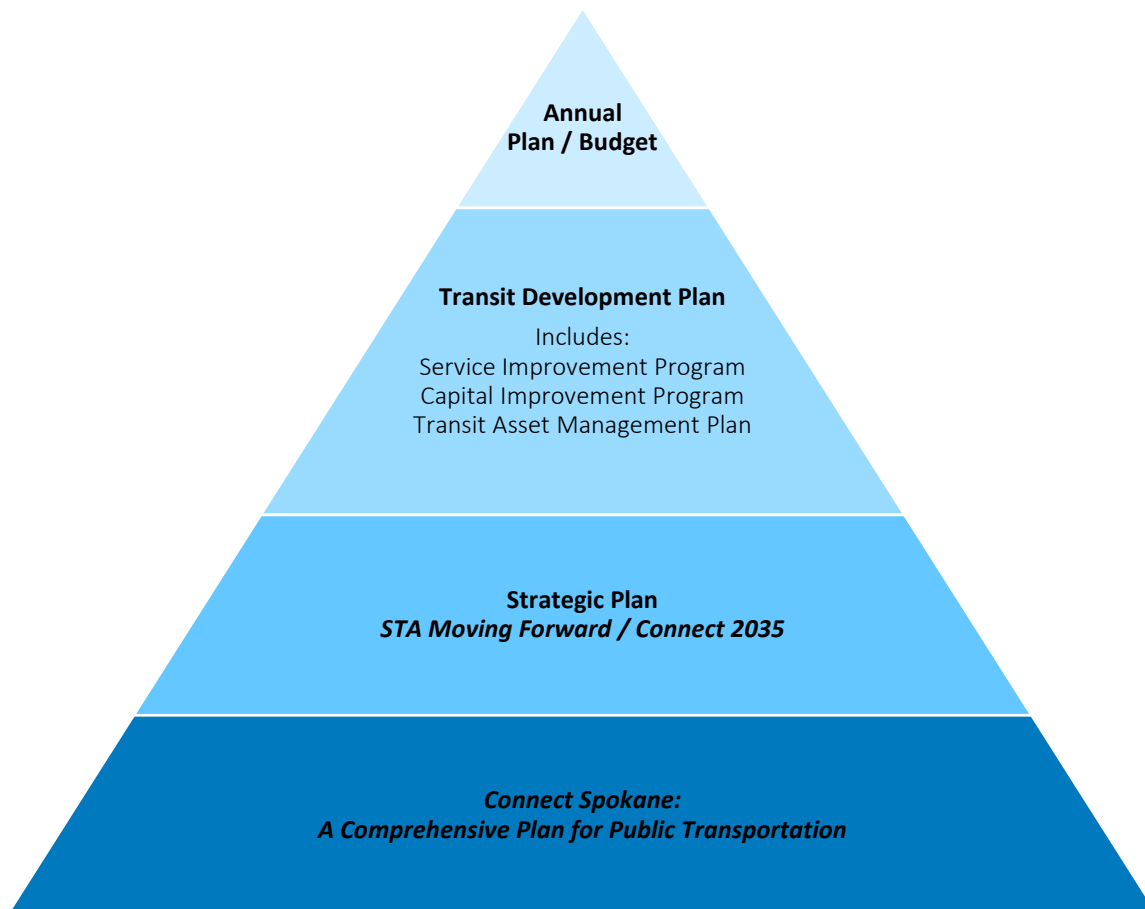 Annual
Plan / Budget
Transit Development Plan
Includes:
Service Improvement Program
Capital Improvement Program
Transit Asset Management Plan
Strategic Plan
STA Moving Forward / Connect 2035
Connect Spokane:
A Comprehensive Plan for Public Transportation